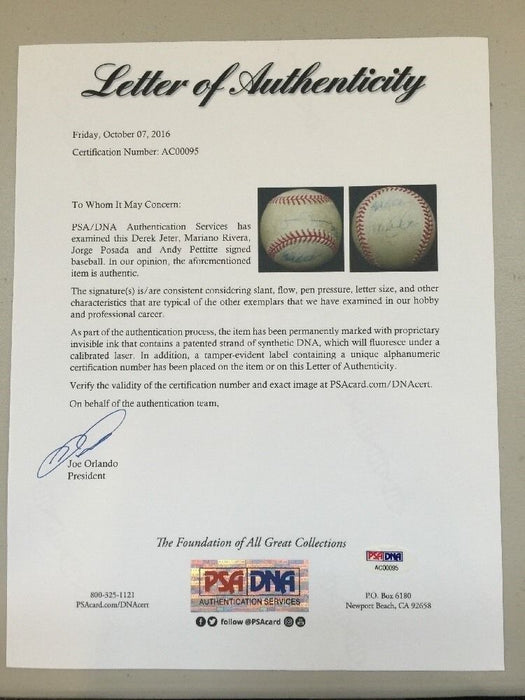 Letter of Authenticity
Friday, October 07, 2016
Certification Number: AC00095
To Whom It May Concern:
PSA/DNA Authentication Services has
examined this Derek Jeter, Mariano Rivera,
Jorge Posada and Andy Pettitte signed
baseball. In our opinion, the aforementioned
item is authentic.
The signature(s) is/are consistent considering slant, flow, pen pressure, letter size, and other
characteristics that are typical of the other exemplars that we have examined in our hobby
and professional career.
As part of the authentication process, the item has been permanently marked with proprietary
invisible ink that contains a patented strand of synthetic DNA, which will fluoresce under a
calibrated laser. In addition, a tamper-evident label containing a unique alphanumeric
certification number has been placed on the item or on this Letter of Authenticity.
Verify the validity of the certification number and exact image at PSAcard.com/DNAcert.
On behalf of the authentication team,
Joe Orlando
President
The Foundation of All Great Collections
PSA DNA
AC00095
PSA DNA
AUTHENTICATION SERVICES
800-325-1121
PSAcard.com/DNAcert
P.O. Box 6180
Newport Beach, CA 92658
follow @PSAcard